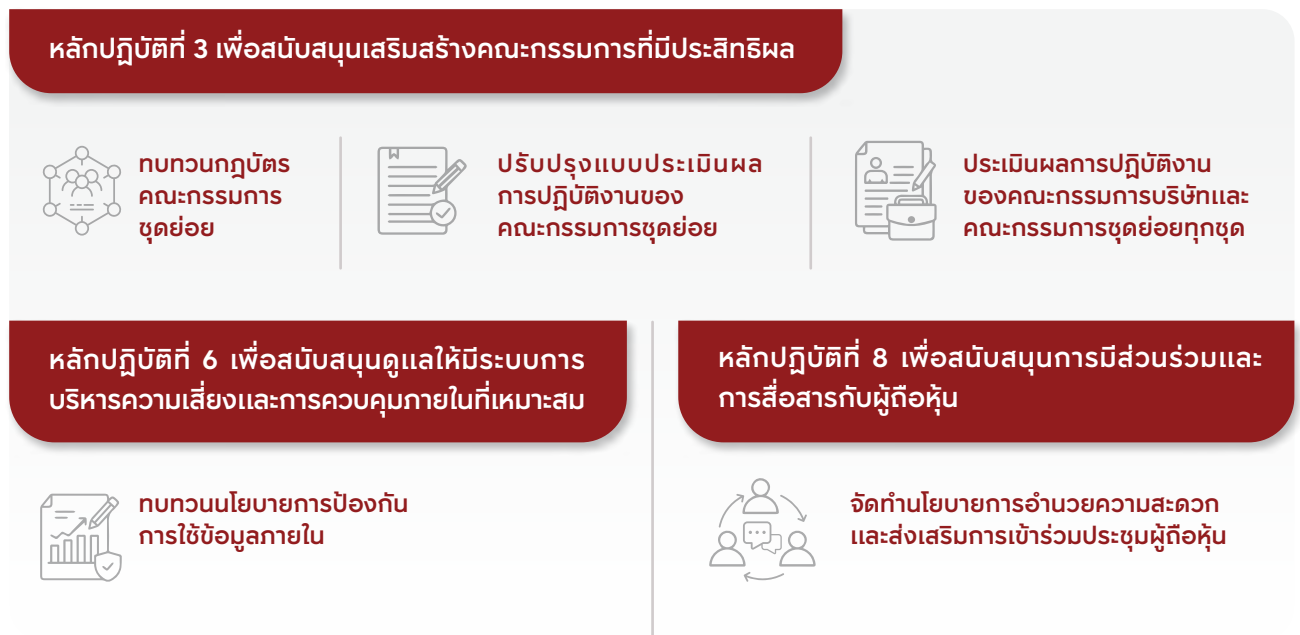 หลักปฏิบัติที่ 3 เพื่อสนับสนุนเสริมสร้างคณะกรรมการที่มีประสิทธิผล
ทบทวนกฎบัตร
คณะกรรมการ
ชุดย่อย
ปรับปรุงแบบประเมินผล
การปฏิบัติงานของ
คณะกรรมการชุดย่อย
ประเมินผลการปฏิบัติงาน
ของคณะกรรมการบริษัทและ
คณะกรรมการชุดย่อยทุกชุด
หลักปฏิบัติที่ 6 เพื่อสนับสนุนดูแลให้มีระบบการ
บริหารความเสี่ยงและการควบคุมภายในที่เหมาะสม
ทบทวนนโยบายการป้องกัน
การใช้ข้อมูลภายใน
หลักปฏิบัติที่ 8 เพื่อสนับสนุนการมีส่วนร่วมและ
การสื่อสารกับผู้ถือหุ้น
จัดทำนโยบายการอำนวยความสะดวก
และส่งเสริมการเข้าร่วมประชุมผู้ถือหุ้น